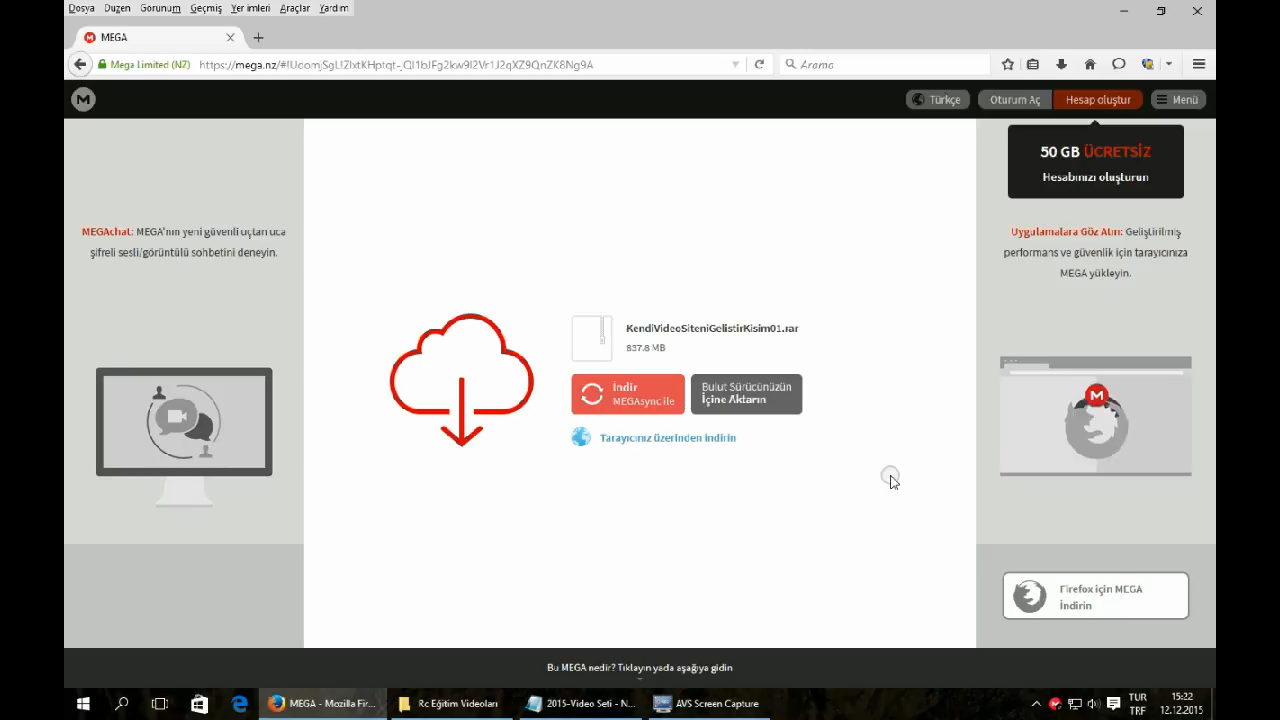 Dosya Düzen Görünüm Geçmiş Yer imleri Araçlar Yardım
MEGA
Mega Limited (NZ)
Arama
M
Türkçe
Oturum Aç
Hesap oluştur
Menü
50 GB ÜCRETSİZ
Hesabınızı oluşturun
MEGAchat: MEGA'nın yeni güvenli uçtan uca
şifreli sesli/görüntülü sohbetini deneyin.
Uygulamalara Göz Atın: Geliştirilmiş
performans ve güvenlik için tarayıcınıza
MEGA yükleyin.
KendiVideoSiteniGelistirKisim01.rar
837.8 MB
İndir
MEGAsync ile
Bulut Sürücünüzün
İçine Aktarın
Tarayıcınız üzerinden indirin
M
Firefox için MEGA
İndirin
Bu MEGA nedir? Tıklayın yada aşağıya gidin
MEGA - Mozilla Fir...
Rc Eğitim Videoları
2015-Video Seti - N...
AVS Screen Capture
TUR
TRF
15:22
12.12.2015